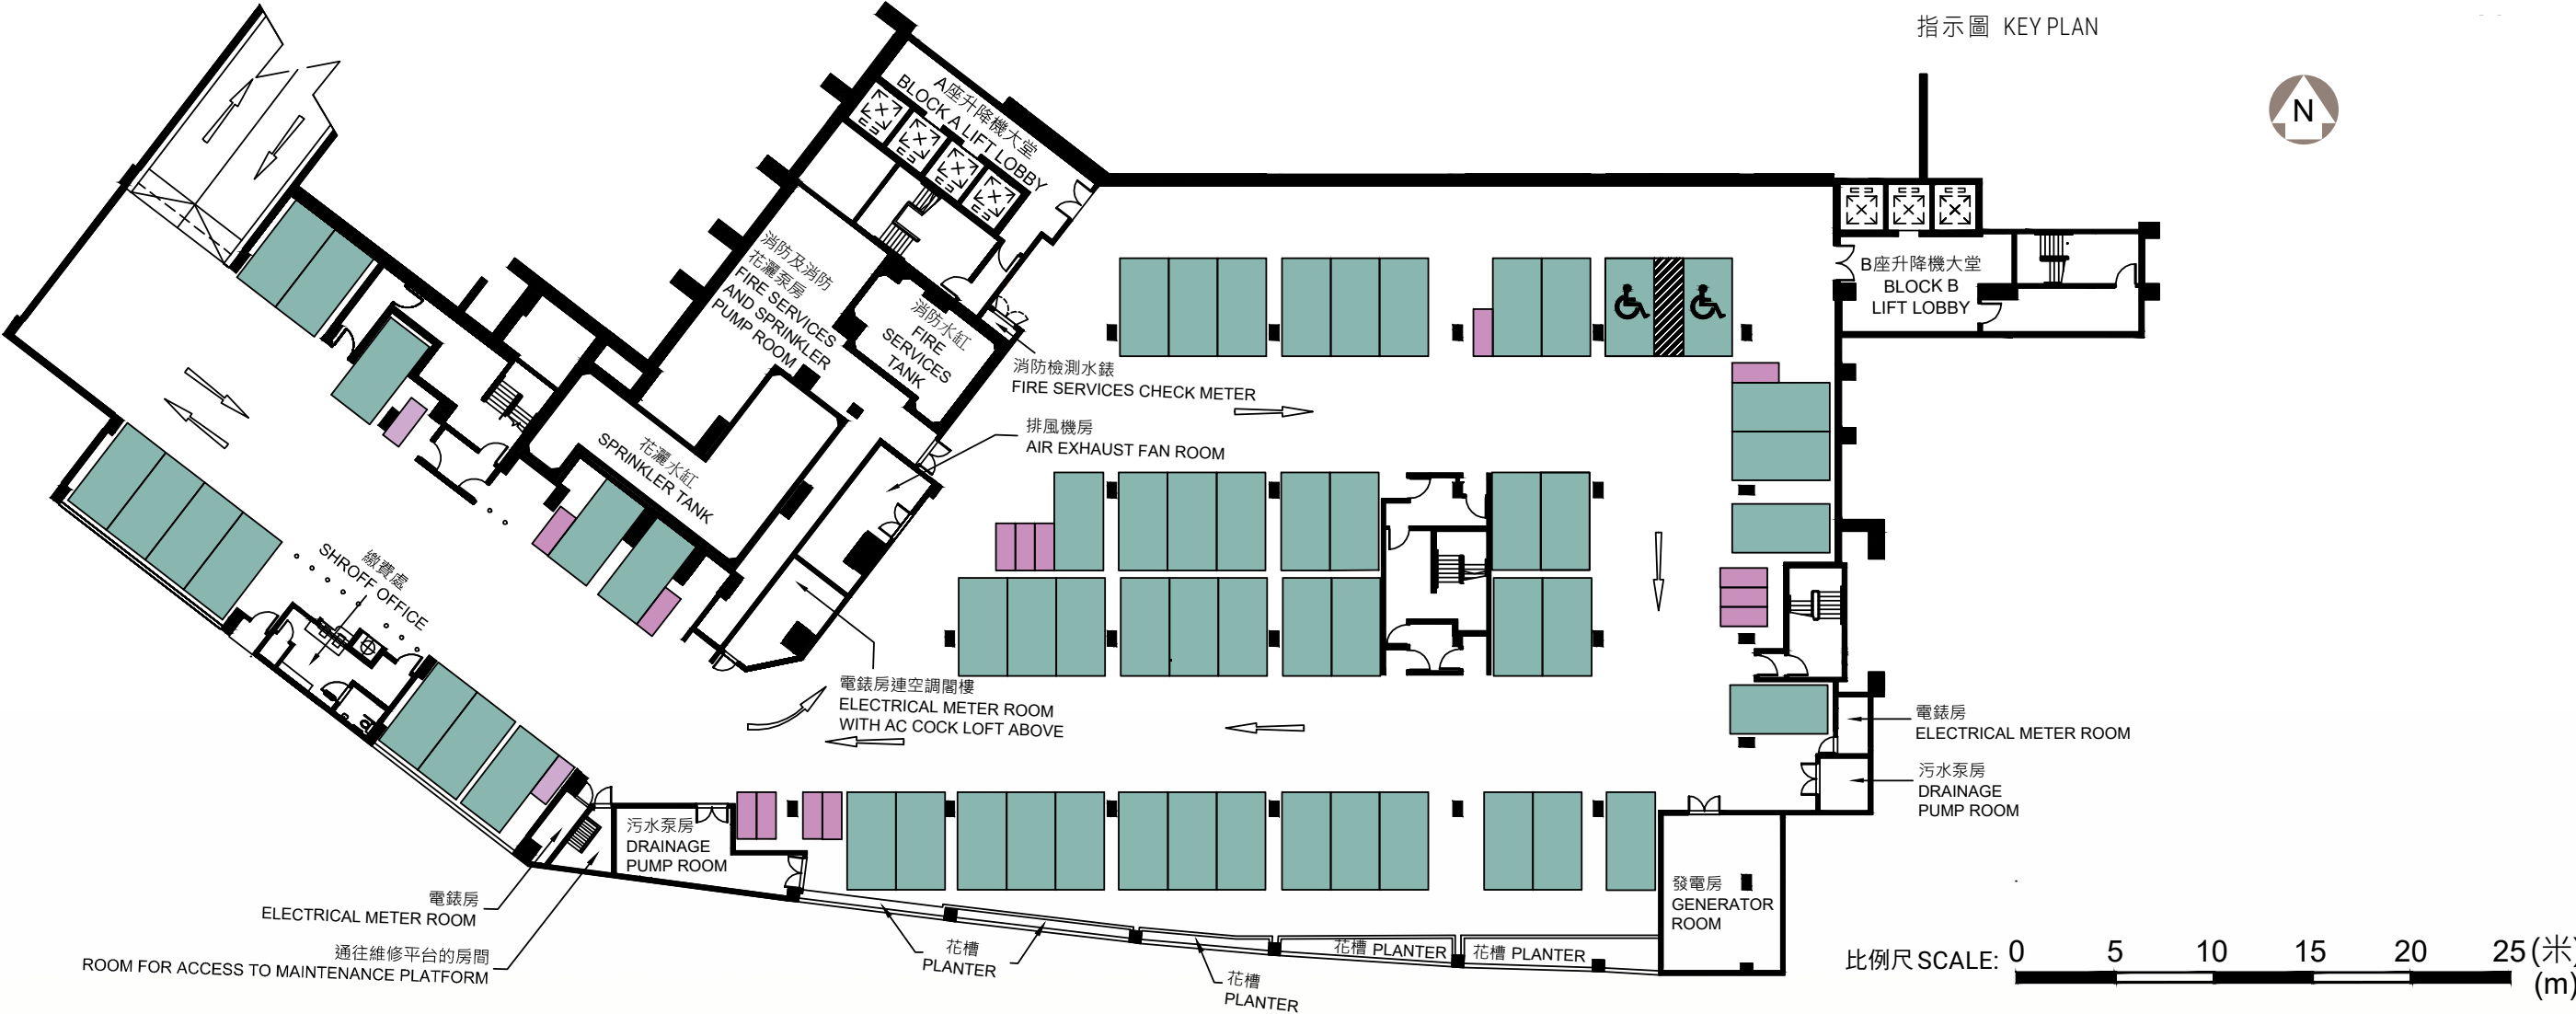 指示圖 KEY PLAN
N
A座升降機大堂
BLOCK A LIFT LOBBY
消防及消防
花灑泵房
FIRE SERVICES
AND SPRINKLER
PUMP ROOM
消防水缸
FIRE
SERVICES
TANK
B座升降機大堂
BLOCK B
LIFT LOBBY
消防檢測水錶
FIRE SERVICES CHECK METER
排風機房
AIR EXHAUST FAN ROOM
花灑水缸
SPRINKLER TANK
繳費處
SHROFF OFFICE
電錶房連空調閣樓
ELECTRICAL METER ROOM
WITH AC COCK LOFT ABOVE
電錶房
ELECTRICAL METER ROOM
污水泵房
DRAINAGE
PUMP ROOM
污水泵房
DRAINAGE
PUMP ROOM
電錶房
ELECTRICAL METER ROOM
通往維修平台的房間
ROOM FOR ACCESS TO MAINTENANCE PLATFORM
花槽
PLANTER
花槽
PLANTER
花槽 PLANTER
花槽 PLANTER
發電房
GENERATOR
ROOM
比例尺 SCALE: 0 5 10 15 20 25 (米)
(m)